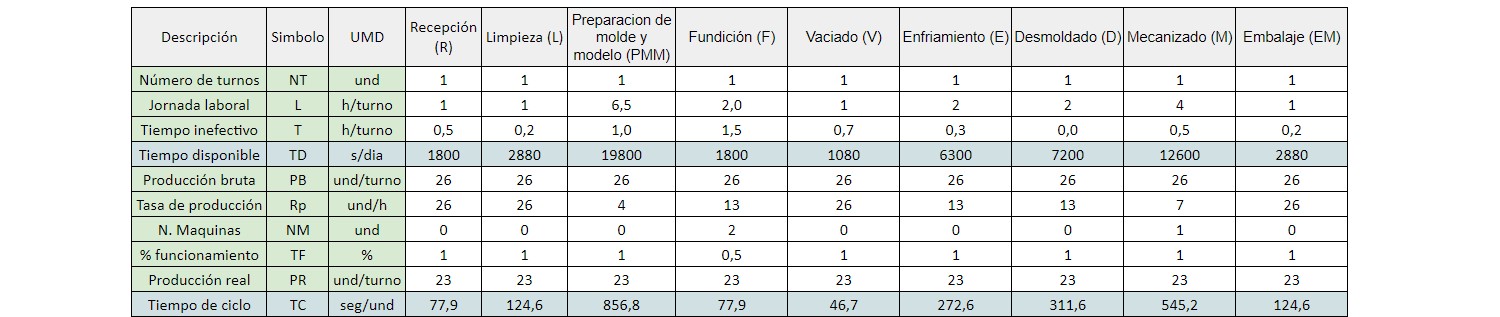 Descripción Simbolo UMD Recepción (R) Limpieza (L) Preparacion de molde y modelo (PMM) Fundición (F) Vaciado (V) Enfriamiento (E) Desmoldado (D) Mecanizado (M) Embalaje (EM)
Número de turnos NT und 1 1 1 1 1 1 1 1 1
Jornada laboral L h/turno 1 1 6,5 2,0 1 2 2 4 1
Tiempo inefectivo T h/turno 0,5 0,2 1,0 1,5 0,7 0,3 0,0 0,5 0,2
Tiempo disponible TD s/dia 1800 2880 19800 1800 1080 6300 7200 12600 2880
Producción bruta PB und/turno 26 26 26 26 26 26 26 26 26
Tasa de producción Rp und/h 26 26 4 13 26 13 13 7 26
N. Maquinas NM und 0 0 0 2 0 0 0 1 0
% funcionamiento TF % 1 1 1 0,5 1 1 1 1 1
Producción real PR und/turno 23 23 23 23 23 23 23 23 23
Tiempo de ciclo TC seg/und 77,9 124,6 856,8 77,9 46,7 272,6 311,6 545,2 124,6